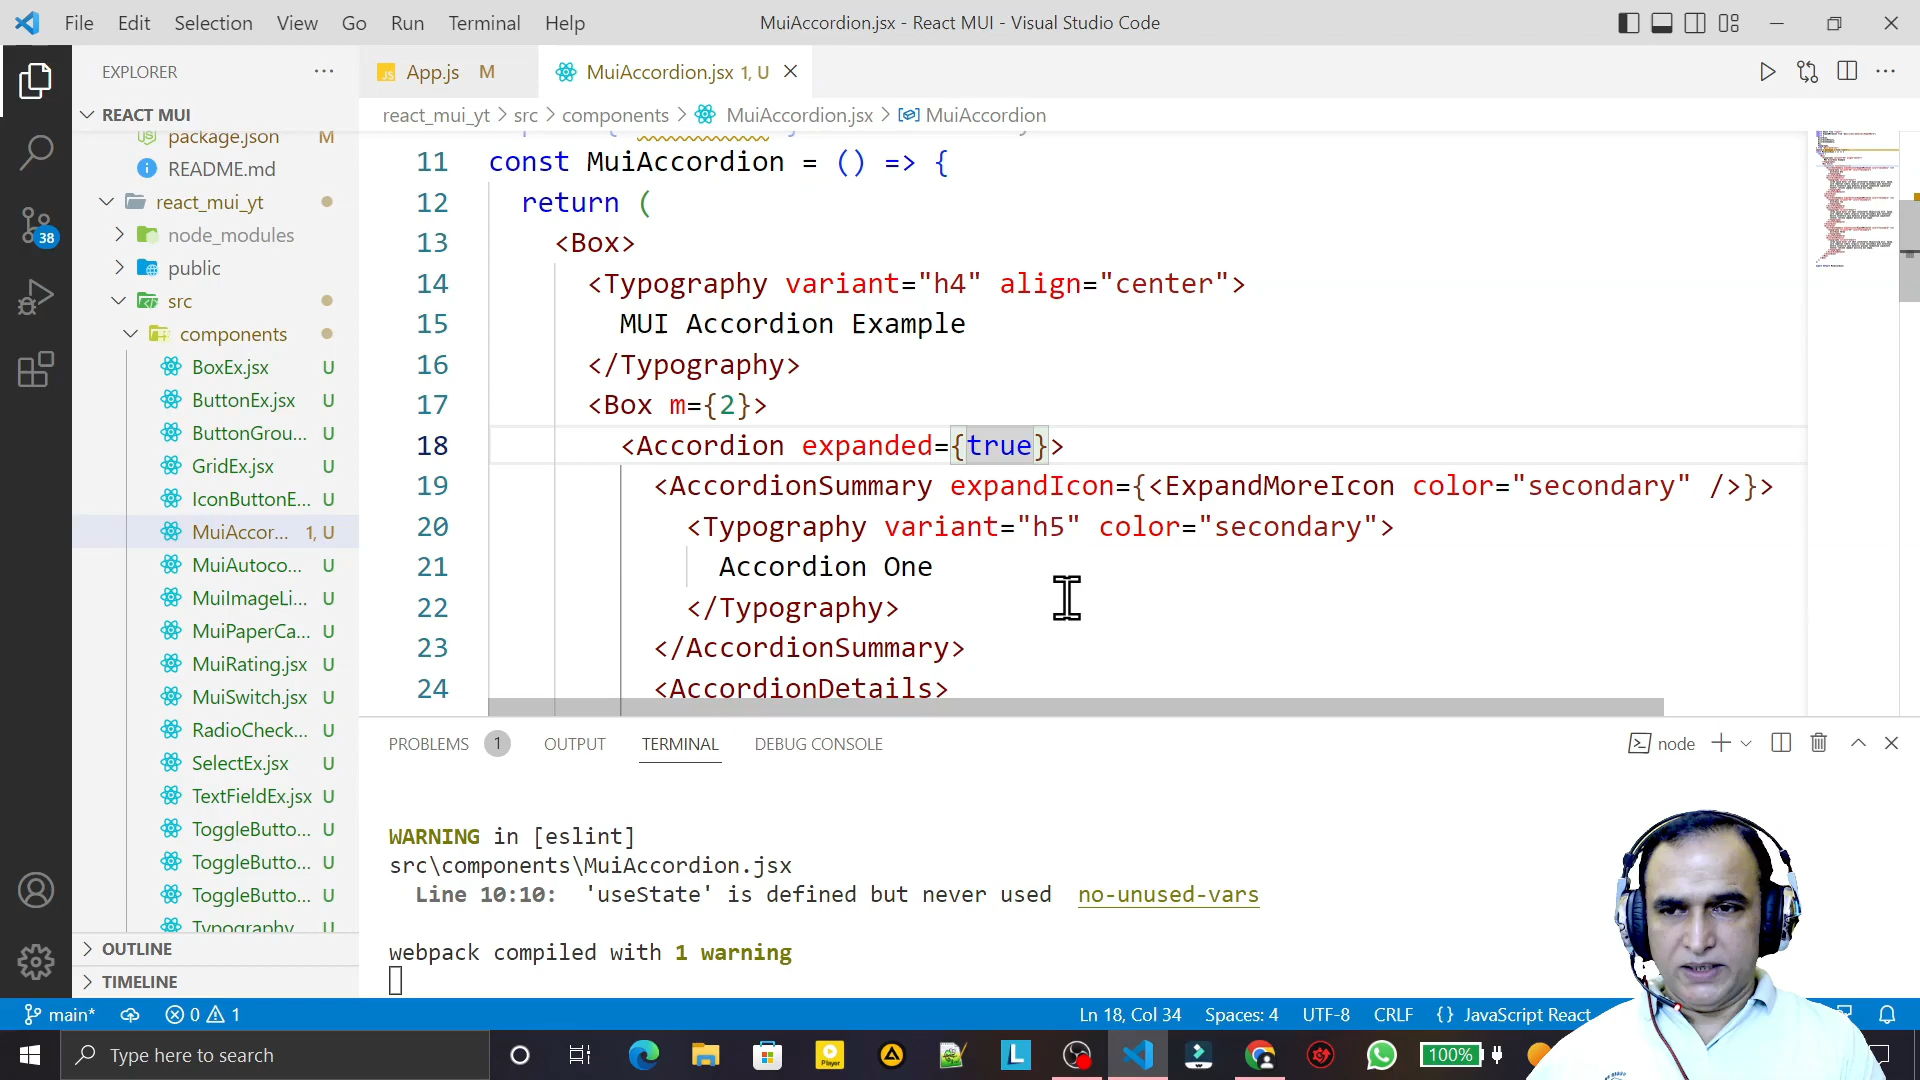 File Edit Selection View Go Run Terminal Help
MuiAccordion.jsx - React MUI - Visual Studio Code
EXPLORER
REACT MUI
package.json M
README.md
react_mui_yt
node_modules
public
src
components
BoxEx.jsx U
ButtonEx.jsx U
ButtonGrou... U
GridEx.jsx U
IconButtonE... U
MuiAccor... 1, U
MuiAutoco... U
MuiImageLi... U
MuiPaperCa... U
MuiRating.jsx U
MuiSwitch.jsx U
RadioCheck... U
SelectEx.jsx U
TextFieldEx.jsx U
ToggleButto... U
ToggleButto... U
ToggleButto... U
Typography U
OUTLINE
TIMELINE
38
JS App.js M
MuiAccordion.jsx 1, U
react_mui_yt > src > components > MuiAccordion.jsx > MuiAccordion
11 const MuiAccordion = () => {
12 return (
13 <Box>
14 <Typography variant="h4" align="center">
15 MUI Accordion Example
16 </Typography>
17 <Box m={2}>
18 <Accordion expanded={true}>
19 <AccordionSummary expandIcon={<ExpandMoreIcon color="secondary" />}>
20 <Typography variant="h5" color="secondary">
21 Accordion One
22 </Typography>
23 </AccordionSummary>
24 <AccordionDetails>
PROBLEMS 1 OUTPUT TERMINAL DEBUG CONSOLE
node
WARNING in [eslint]
src\components\MuiAccordion.jsx
Line 10:10: 'useState' is defined but never used no-unused-vars
webpack compiled with 1 warning
main* 0 1
Ln 18, Col 34 Spaces: 4 UTF-8 CRLF {} JavaScript React
Type here to search
L
100%